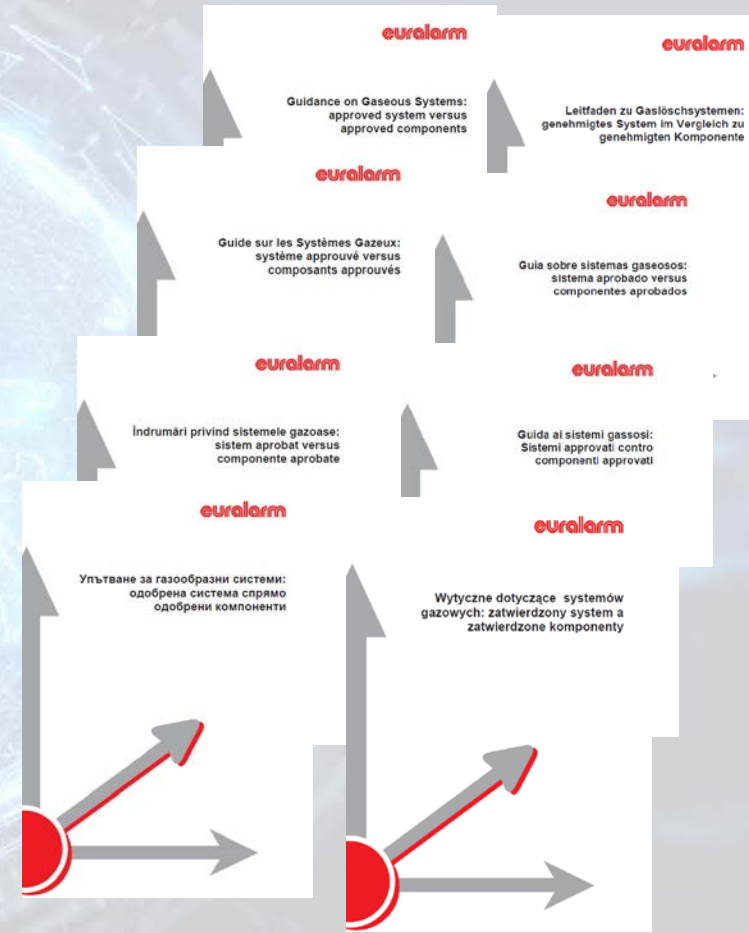 euralarm
Guidance on Gaseous Systems:
approved system versus
approved components
euralarm
Leitfaden zu Gaslöschsystemen:
genehmigtes System im Vergleich zu
genehmigten Komponente
euralarm
Guide sur les Systèmes Gazeux:
système approuvé versus
composants approuvés
euralarm
Guia sobre sistemas gaseosos:
sistema aprobado versus
componentes aprobados
euralarm
Îndrumări privind sistemele gazoase:
sistem aprobat versus
componente aprobate
euralarm
Guida ai sistemi gassosi:
Sistemi approvati contro
componenti approvati
euralarm
Упътване за газообразни системи:
одобрена система спрямо
одобрени компоненти
euralarm
Wytyczne dotyczące systemów
gazowych: zatwierdzony system a
zatwierdzone komponenty